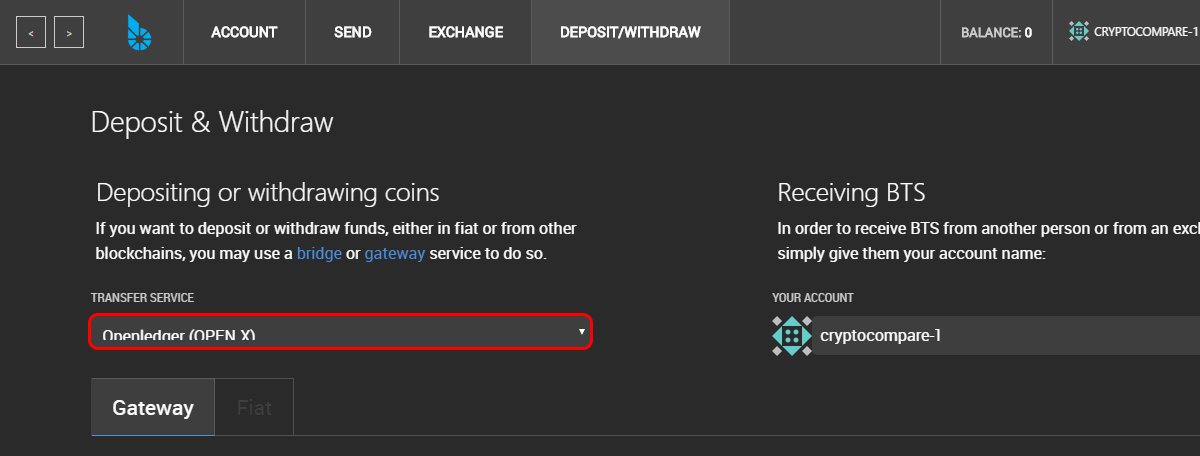 < > ACCOUNT SEND EXCHANGE DEPOSIT/WITHDRAW BALANCE: 0 CRYPTOCOMPARE-1
Deposit & Withdraw
Depositing or withdrawing coins
If you want to deposit or withdraw funds, either in fiat or from other
blockchains, you may use a bridge or gateway service to do so.
TRANSFER SERVICE
Openledger (OPEN.X)
Gateway Fiat
Receiving BTS
In order to receive BTS from another person or from an exc
simply give them your account name:
YOUR ACCOUNT
cryptocompare-1